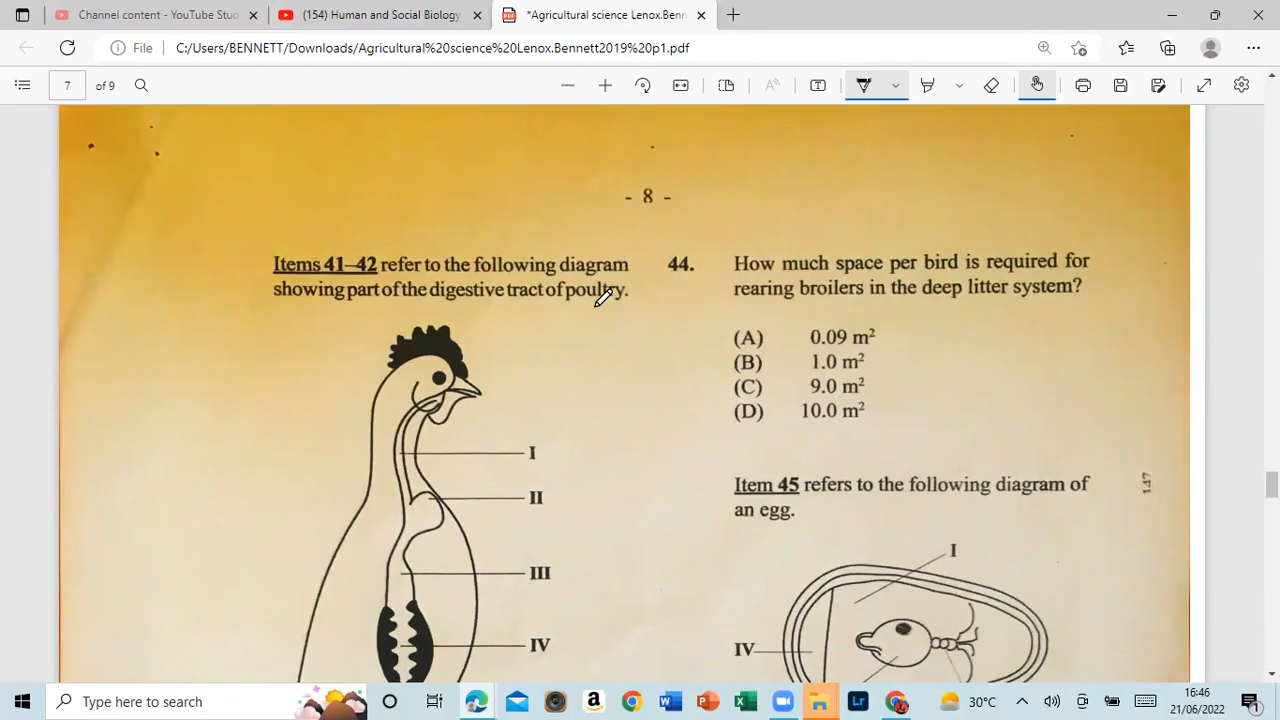 Channel content - YouTube Stu
(154) Human and Social Biology
*Agricultural science Lenox.Benn
File
C:/Users/BENNETT/Downloads/Agricultural%20science%20Lenox.Bennett2019%20p1.pdf
7
of 9
- 8 -
Items 41–42 refer to the following diagram
showing part of the digestive tract of poultry.
I
II
III
IV
44. How much space per bird is required for
rearing broilers in the deep litter system?
(A) 0.09 m²
(B) 1.0 m²
(C) 9.0 m²
(D) 10.0 m²
Item 45 refers to the following diagram of
an egg.
I
IV
147
Type here to search
30°C
16:46
21/06/2022